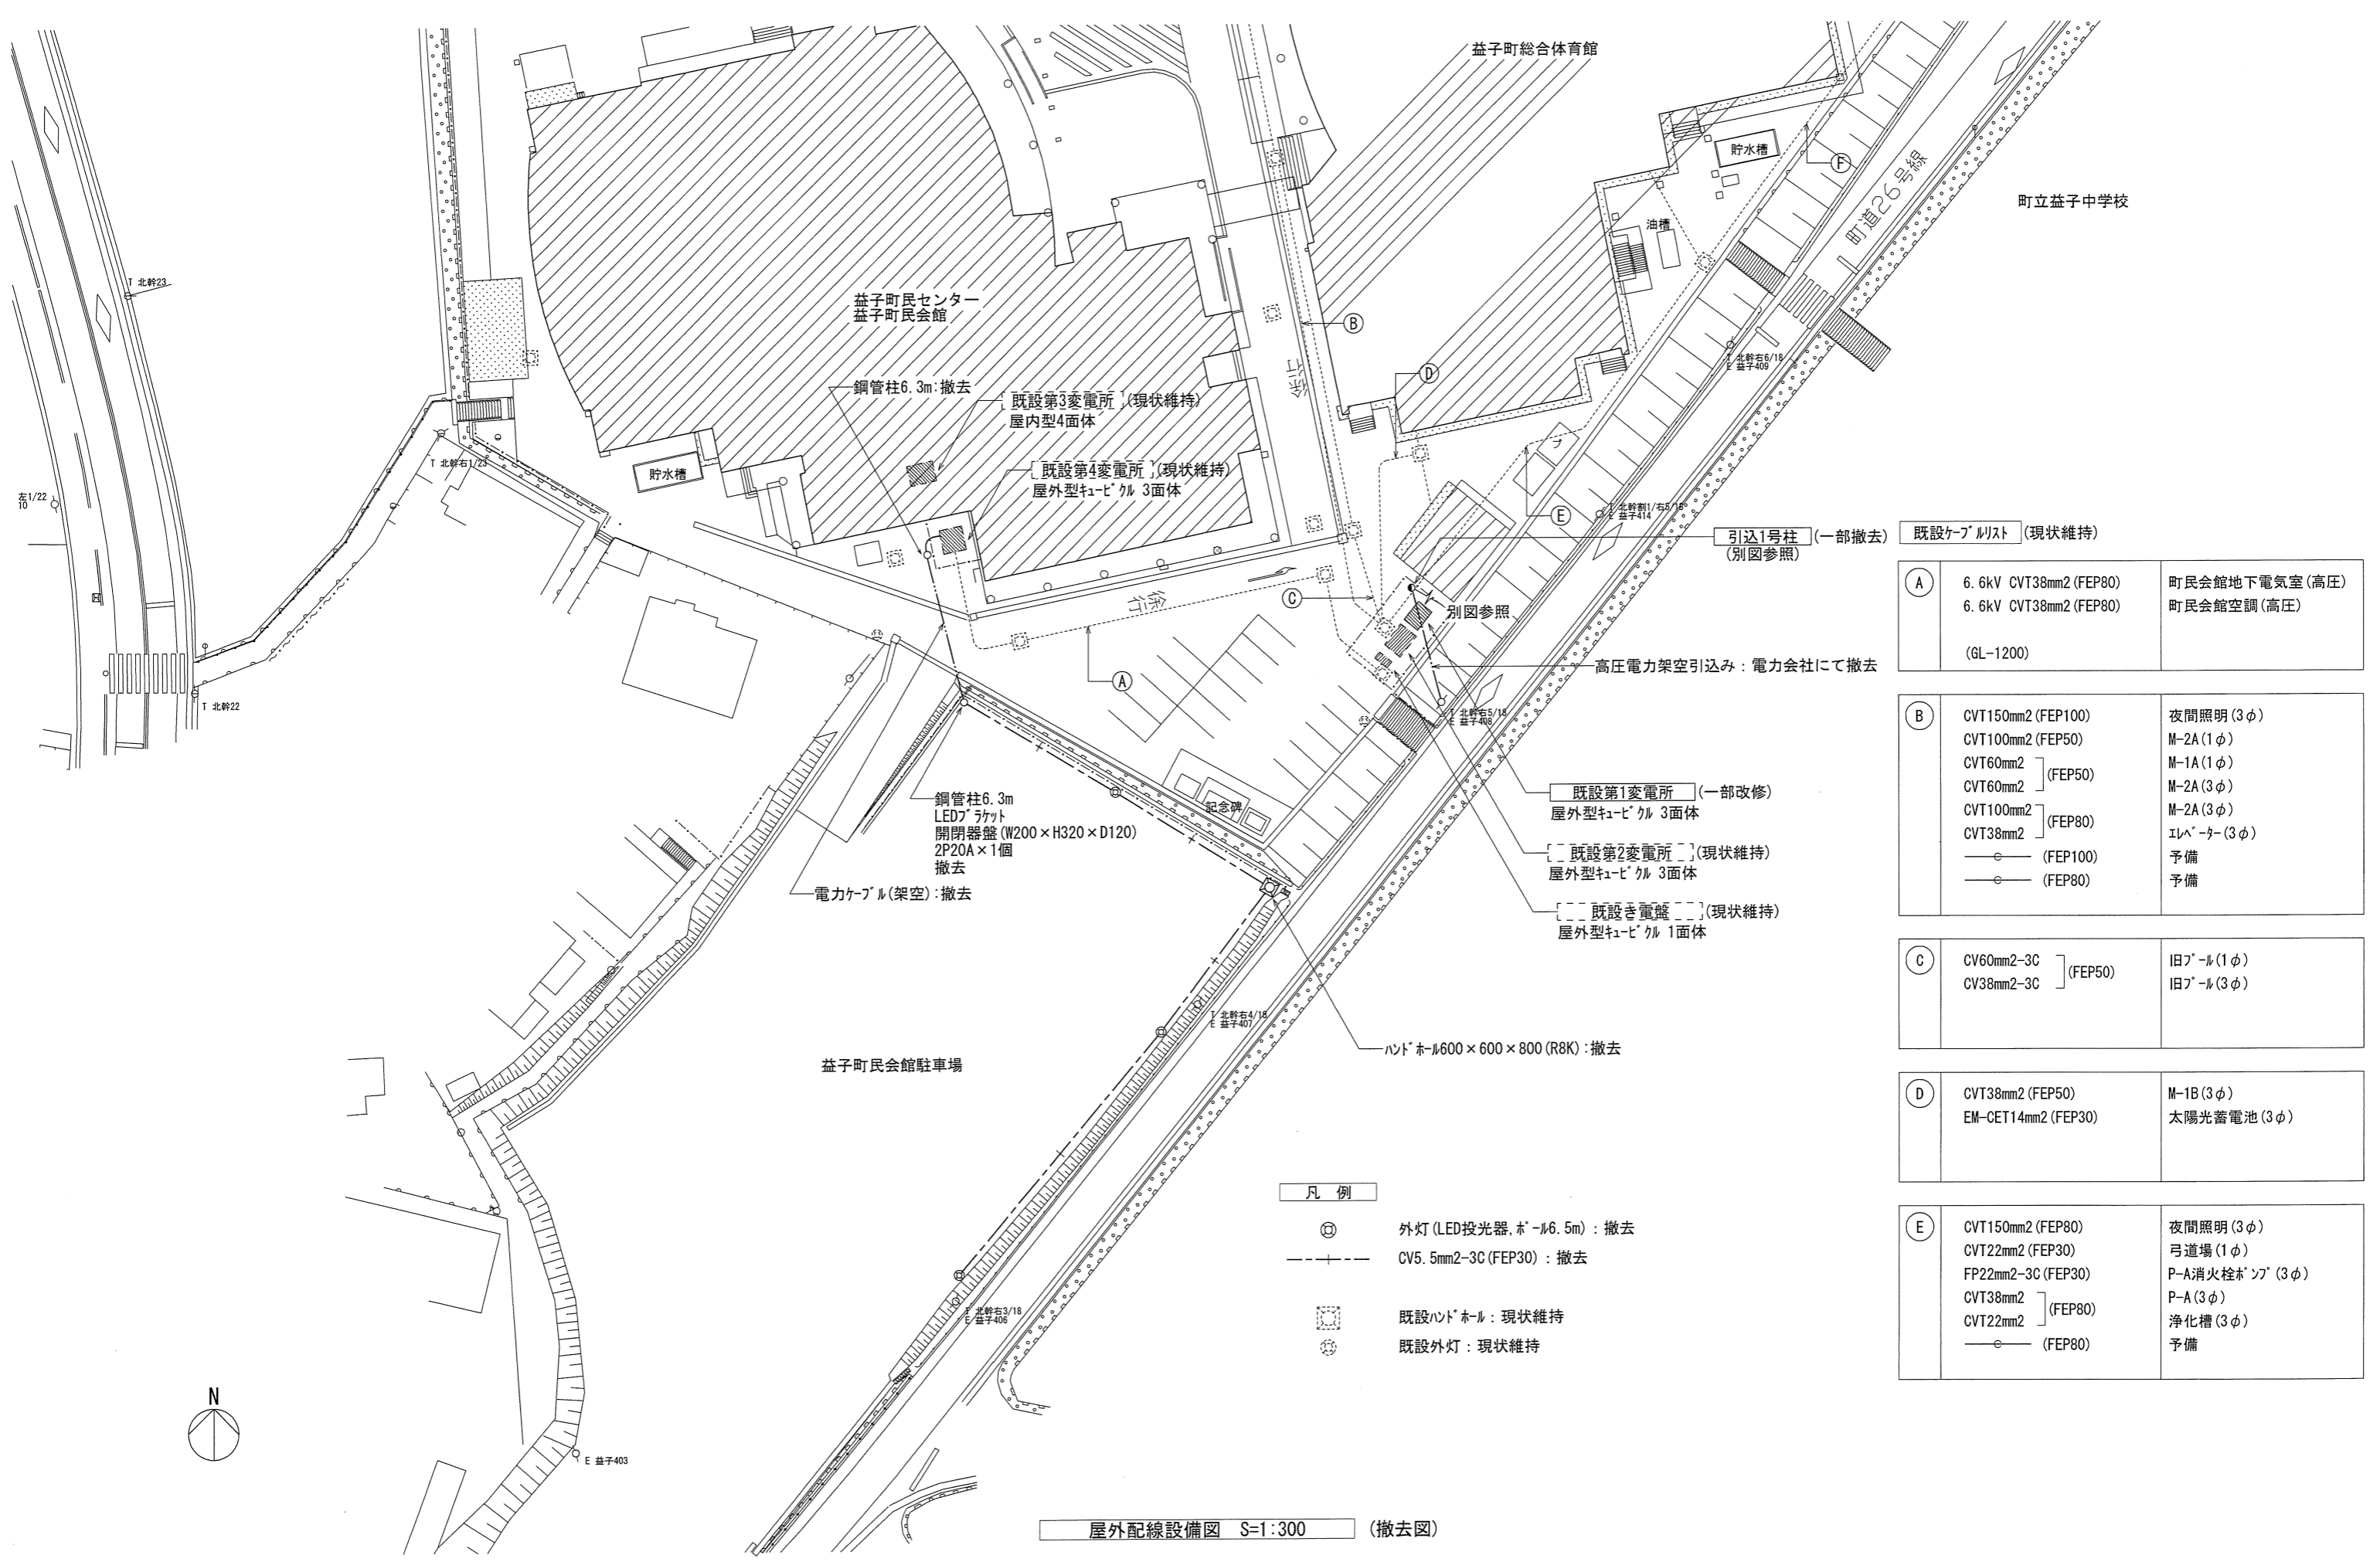 益子町総合体育館
貯水槽
F
町道26号線
町立益子中学校
油槽
T 北幹23
益子町民センター
益子町民会館
B
徐行
D
T 北幹右6/18
E 益子409
鋼管柱6.3m:撤去
既設第3変電所 (現状維持)
屋内型4面体
既設第4変電所 (現状維持)
屋外型ｷｭｰﾋﾞｸﾙ 3面体
貯水槽
T 北幹右1/23
左1/22
10
E
T 北幹割1/右5/18
E 益子414
引込1号柱 (一部撤去)
(別図参照)
C
徐行
別図参照
高圧電力架空引込み：電力会社にて撤去
A
T 北幹22
T 北幹右5/18
E 益子408
鋼管柱6.3m
LEDﾌﾞﾗｹｯﾄ
開閉器盤(W200×H320×D120)
2P20A×1個
撤去
記念碑
既設第1変電所 (一部改修)
屋外型ｷｭｰﾋﾞｸﾙ 3面体
既設第2変電所 (現状維持)
屋外型ｷｭｰﾋﾞｸﾙ 3面体
電力ｹｰﾌﾞﾙ(架空):撤去
既設き電盤 (現状維持)
屋外型ｷｭｰﾋﾞｸﾙ 1面体
T 北幹右4/18
E 益子407
ﾊﾝﾄﾞﾎｰﾙ600×600×800(R8K):撤去
益子町民会館駐車場
T 北幹右3/18
E 益子406
E 益子403
N
凡 例
外灯(LED投光器,ﾎﾟｰﾙ6.5m)：撤去
CV5.5mm2-3C(FEP30)：撤去
既設ﾊﾝﾄﾞﾎｰﾙ：現状維持
既設外灯：現状維持
既設ｹｰﾌﾞﾙﾘｽﾄ (現状維持)
A
6.6kV CVT38mm2(FEP80) 町民会館地下電気室(高圧)
6.6kV CVT38mm2(FEP80) 町民会館空調(高圧)
(GL-1200)
B
CVT150mm2(FEP100) 夜間照明(3φ)
CVT100mm2(FEP50) M-2A(1φ)
CVT60mm2 M-1A(1φ)
(FEP50)
CVT60mm2 M-2A(3φ)
CVT100mm2 M-2A(3φ)
(FEP80)
CVT38mm2 ｴﾚﾍﾞｰﾀｰ(3φ)
(FEP100) 予備
(FEP80) 予備
C
CV60mm2-3C 旧ﾌﾟｰﾙ(1φ)
(FEP50)
CV38mm2-3C 旧ﾌﾟｰﾙ(3φ)
D
CVT38mm2(FEP50) M-1B(3φ)
EM-CET14mm2(FEP30) 太陽光蓄電池(3φ)
E
CVT150mm2(FEP80) 夜間照明(3φ)
CVT22mm2(FEP30) 弓道場(1φ)
FP22mm2-3C(FEP30) P-A消火栓ﾎﾟﾝﾌﾟ(3φ)
CVT38mm2 P-A(3φ)
(FEP80)
CVT22mm2 浄化槽(3φ)
(FEP80) 予備
屋外配線設備図 S=1:300 (撤去図)